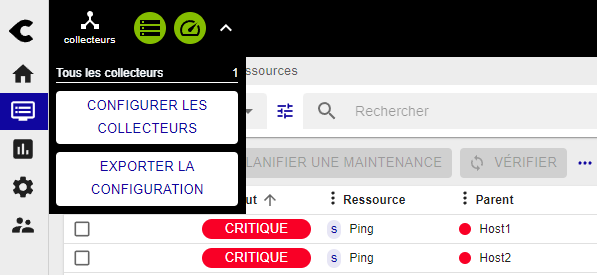 collecteurs
Tous les collecteurs 1
ssources
CONFIGURER LES
COLLECTEURS
Rechercher
EXPORTER LA
CONFIGURATION
LANIFIER UNE MAINTENANCE
VÉRIFIER
ut Ressource Parent
CRITIQUE S Ping Host1
CRITIQUE S Ping Host2